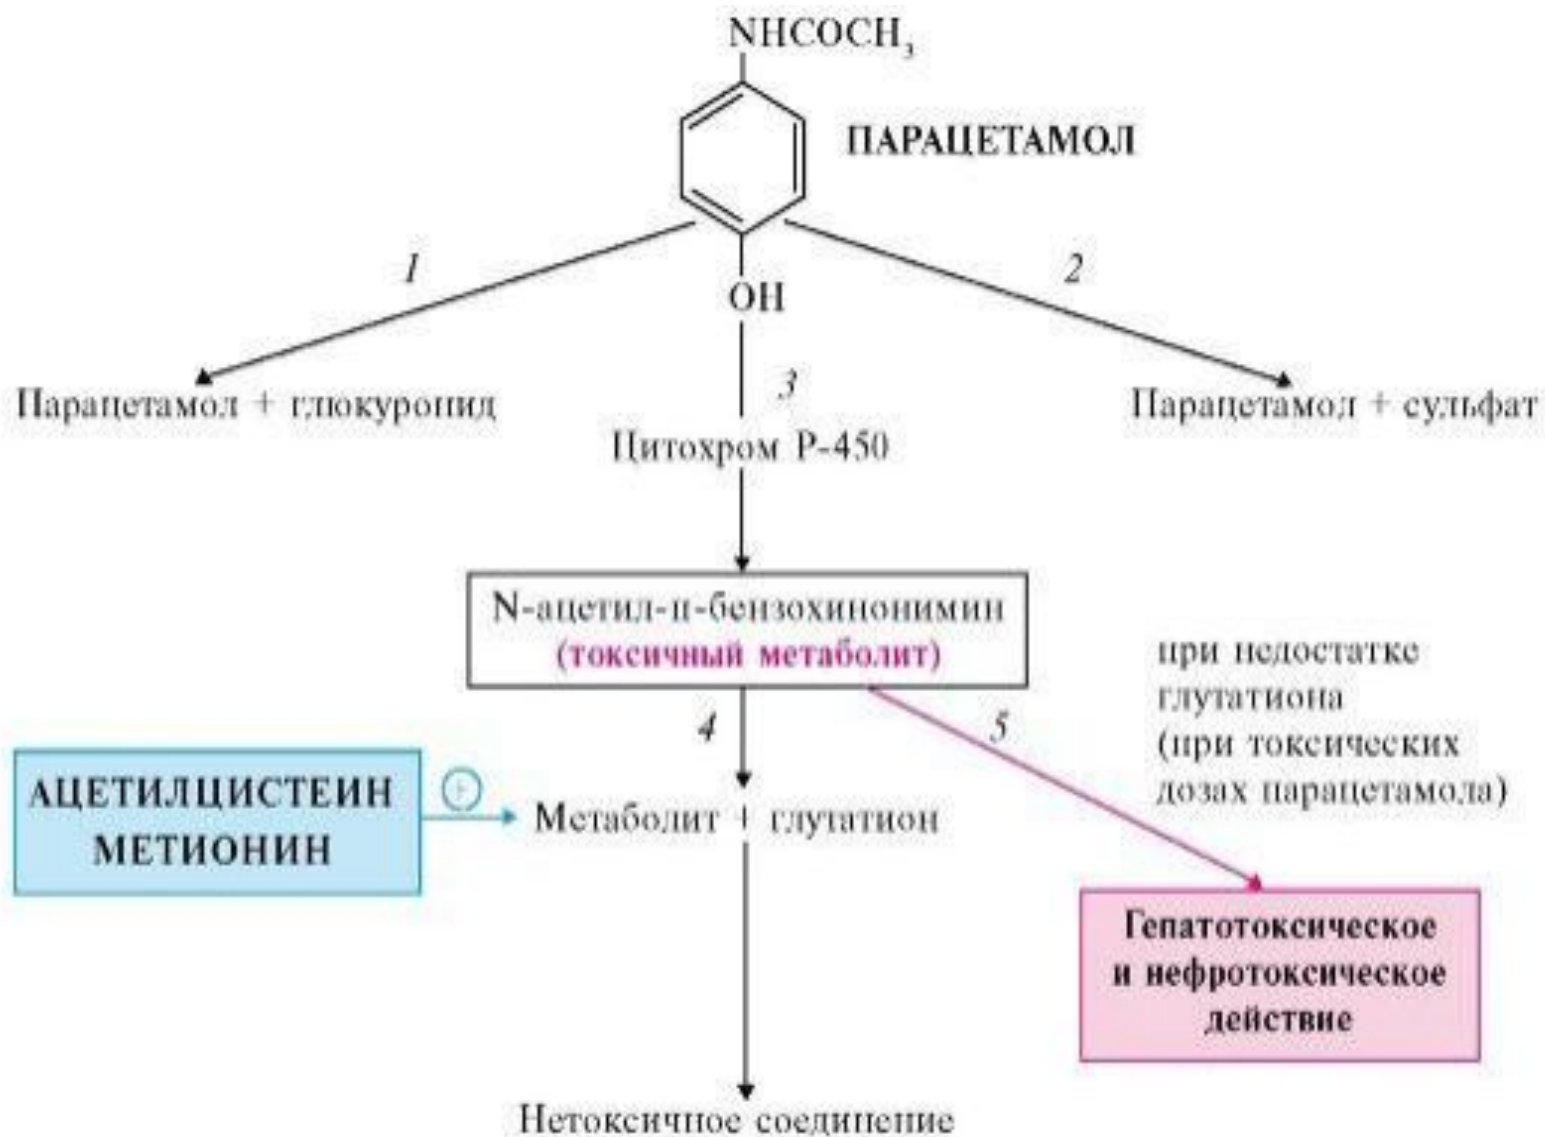 NHCOCH3
ПАРАЦЕТАМОЛ
1
2
OH
3
Парацетамол + глюкуронид
Парацетамол + сульфат
Цитохром P-450
N-ацетил-п-бензохинонимин
(токсичный метаболит)
при недостатке
глутатиона
(при токсических
дозах парацетамола)
4
5
АЦЕТИЛЦИСТЕИН
МЕТИОНИН
+
Метаболит + глутатион
Гепатотоксическое
и нефротоксическое
действие
Нетоксичное соединение